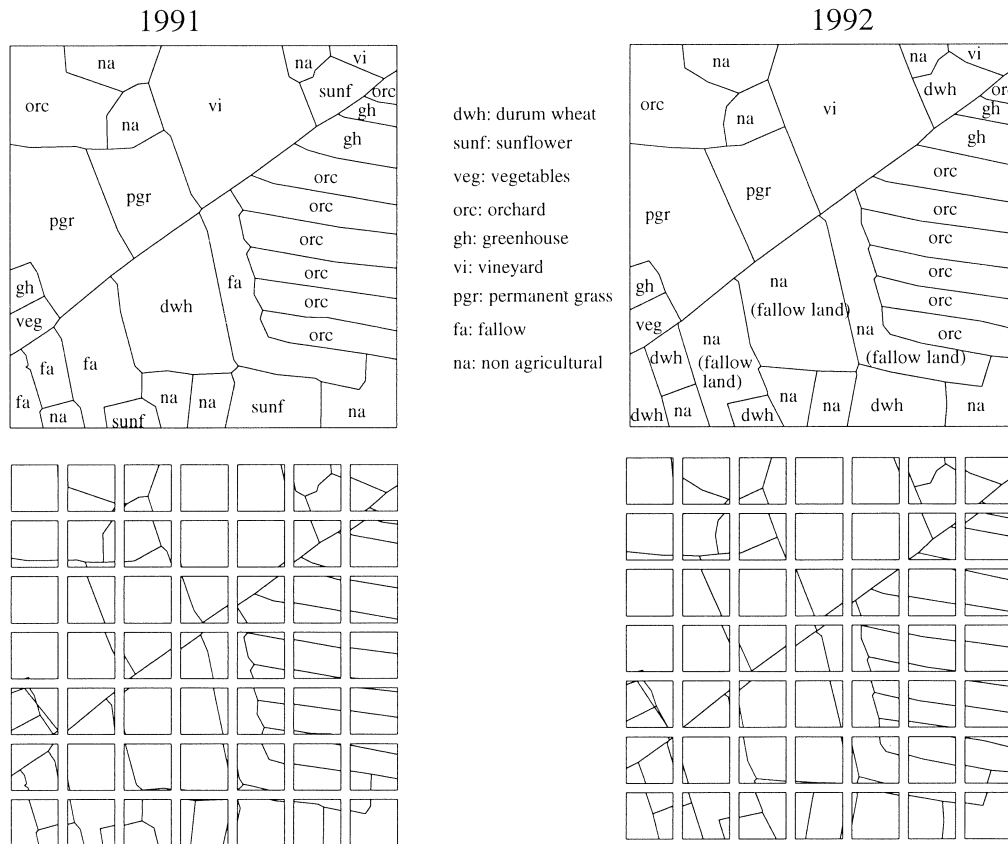 1991
na
na
vi
orc
vi
sunf
orc
gh
na
gh
orc
pgr
orc
pgr
orc
orc
gh
fa
orc
dwh
veg
orc
fa
fa
fa
na
na
na
sunf
sunf
na
dwh: durum wheat
sunf: sunflower
veg: vegetables
orc: orchard
gh: greenhouse
vi: vineyard
pgr: permanent grass
fa: fallow
na: non agricultural
1992
na
na
vi
dwh
orc
orc
vi
gh
na
gh
orc
pgr
orc
pgr
orc
orc
na
gh
orc
(fallow land)
veg
na
na
orc
dwh
(fallow
(fallow land)
land)
na
dwh
na
dwh
na
dwh
na